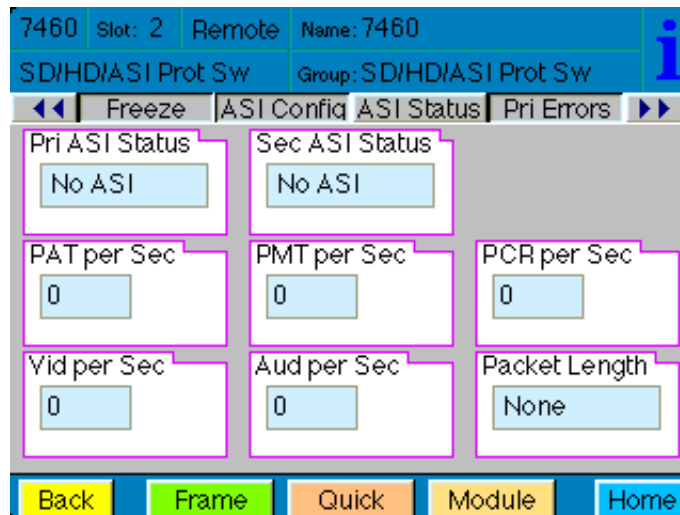 7460 Slot: 2 Remote Name: 7460
SD/HD/ASI Prot Sw Group: SD/HD/ASI Prot Sw
i
Freeze ASI Config ASI Status Pri Errors
Pri ASI Status Sec ASI Status
No ASI No ASI
PAT per Sec PMT per Sec PCR per Sec
0 0 0
Vid per Sec Aud per Sec Packet Length
0 0 None
Back Frame Quick Module Home